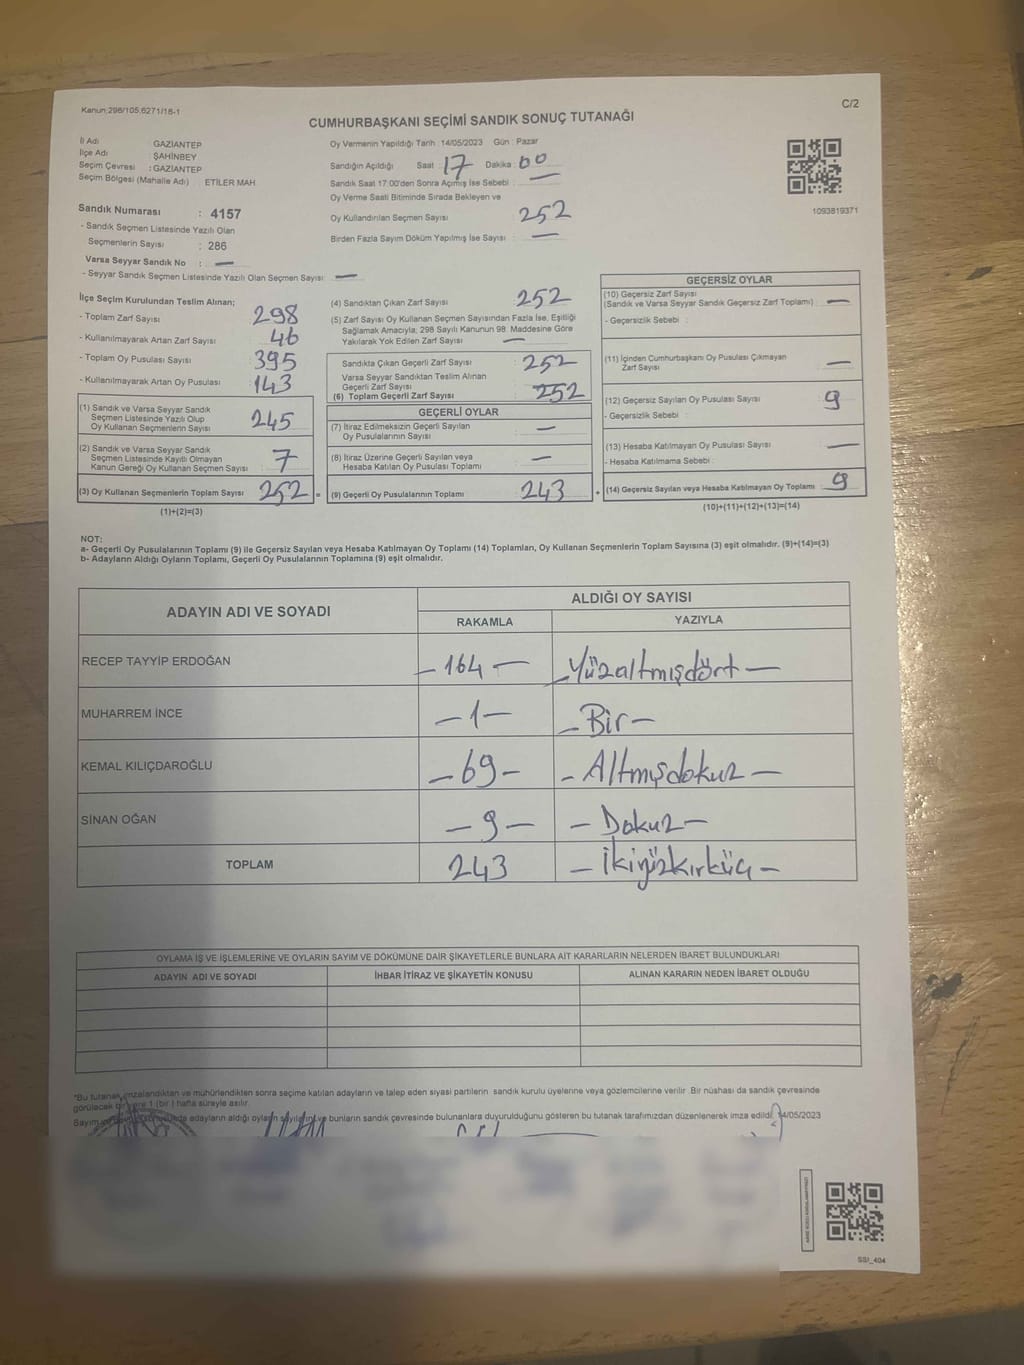 Kanun:298/105,6271/18-1
C/2
CUMHURBAŞKANI SEÇİMİ SANDIK SONUÇ TUTANAĞI
İl Adı : GAZİANTEP
İlçe Adı : ŞAHİNBEY
Seçim Çevresi : GAZİANTEP
Seçim Bölgesi (Mahalle Adı) ETİLER MAH
Sandık Numarası : 4157
- Sandık Seçmen Listesinde Yazılı Olan
Seçmenlerin Sayısı : 286
Varsa Seyyar Sandık No : —
- Seyyar Sandık Seçmen Listesinde Yazılı Olan Seçmen Sayısı: —
Oy Vermenin Yapıldığı Tarih : 14/05/2023 Gün : Pazar
Sandığın Açıldığı Saat : 17 Dakika : 00
Sandık Saat 17:00'den Sonra Açmış İse Sebebi : —
Oy Verme Saati Bitiminde Sırada Bekleyen ve
Oy Kullandırılan Seçmen Sayısı 252
Birden Fazla Sayım Döküm Yapılmış İse Sayısı : —
1093819371
İlçe Seçim Kurulundan Teslim Alınan;
- Toplam Zarf Sayısı 298
- Kullanılmayarak Artan Zarf Sayısı 46
- Toplam Oy Pusulası Sayısı 395
- Kullanılmayarak Artan Oy Pusulası 143
(1) Sandık ve Varsa Seyyar Sandık
Seçmen Listesinde Yazılı Olup
Oy Kullanan Seçmenlerin Sayısı 245
(2) Sandık ve Varsa Seyyar Sandık
Seçmen Listesinde Kayıtlı Olmayan
Kanun Gereği Oy Kullanan Seçmen Sayısı 7
(3) Oy Kullanan Seçmenlerin Toplam Sayısı 252 =
(1)+(2)=(3)
(4) Sandıktan Çıkan Zarf Sayısı 252
(5) Zarf Sayısı Oy Kullanan Seçmen Sayısından Fazla İse, Eşitliği
Sağlamak Amacıyla; 298 Sayılı Kanunun 98. Maddesine Göre
Yakılarak Yok Edilen Zarf Sayısı —
Sandıkta Çıkan Geçerli Zarf Sayısı : 252
Varsa Seyyar Sandıktan Teslim Alınan
Geçerli Zarf Sayısı
(6) Toplam Geçerli Zarf Sayısı : 252
GEÇERLİ OYLAR
(7) İtiraz Edilmeksizin Geçerli Sayılan
Oy Pusulalarının Sayısı : —
(8) İtiraz Üzerine Geçerli Sayılan veya
Hesaba Katılan Oy Pusulası Toplamı : —
(9) Geçerli Oy Pusulalarının Toplamı : 243 +
GEÇERSİZ OYLAR
(10) Geçersiz Zarf Sayısı
(Sandık ve Varsa Seyyar Sandık Geçersiz Zarf Toplamı) : —
- Geçersizlik Sebebi :
(11) İçinden Cumhurbaşkanı Oy Pusulası Çıkmayan
Zarf Sayısı : —
(12) Geçersiz Sayılan Oy Pusulası Sayısı : 9
- Geçersizlik Sebebi :
(13) Hesaba Katılmayan Oy Pusulası Sayısı : —
- Hesaba Katılmama Sebebi :
(14) Geçersiz Sayılan veya Hesaba Katılmayan Oy Toplamı : 9
(10)+(11)+(12)+(13)=(14)
NOT:
a- Geçerli Oy Pusulalarının Toplamı (9) ile Geçersiz Sayılan veya Hesaba Katılmayan Oy Toplamı (14) Toplamları, Oy Kullanan Seçmenlerin Toplam Sayısına (3) eşit olmalıdır. (9)+(14)=(3)
b- Adayların Aldığı Oyların Toplamı, Geçerli Oy Pusulalarının Toplamına (9) eşit olmalıdır.
ADAYIN ADI VE SOYADI
ALDIĞI OY SAYISI
RAKAMLA YAZIYLA
RECEP TAYYİP ERDOĞAN —164— —Yüzaltmışdört—
MUHARREM İNCE —1— —Bir—
KEMAL KILIÇDAROĞLU —69— —Altmışdokuz—
SİNAN OĞAN —9— —Dokuz—
TOPLAM 243 —İkiyüzkırküç—
OYLAMA İŞ VE İŞLEMLERİNE VE OYLARIN SAYIM VE DÖKÜMÜNE DAİR ŞİKAYETLERLE BUNLARA AİT KARARLARIN NELERDEN İBARET BULUNDUKLARI
ADAYIN ADI VE SOYADI İHBAR İTİRAZ VE ŞİKAYETİN KONUSU ALINAN KARARIN NEDEN İBARET OLDUĞU
*Bu tutanak imzalandıktan ve mühürlendikten sonra seçime katılan adayların ve talep eden siyasi partilerin sandık kurulu üyelerine veya gözlemcilerine verilir .Bir nüshası da sandık çevresinde
görülecek bir yere 1 (bir ) hafta süreyle asılır.
Sayım adayların aldığı oyların sayılarını ve bunların sandık çevresinde bulunanlara duyurulduğunu gösteren bu tutanak tarafımızdan düzenlenerek imza edildi. 14/05/2023
SSI_404